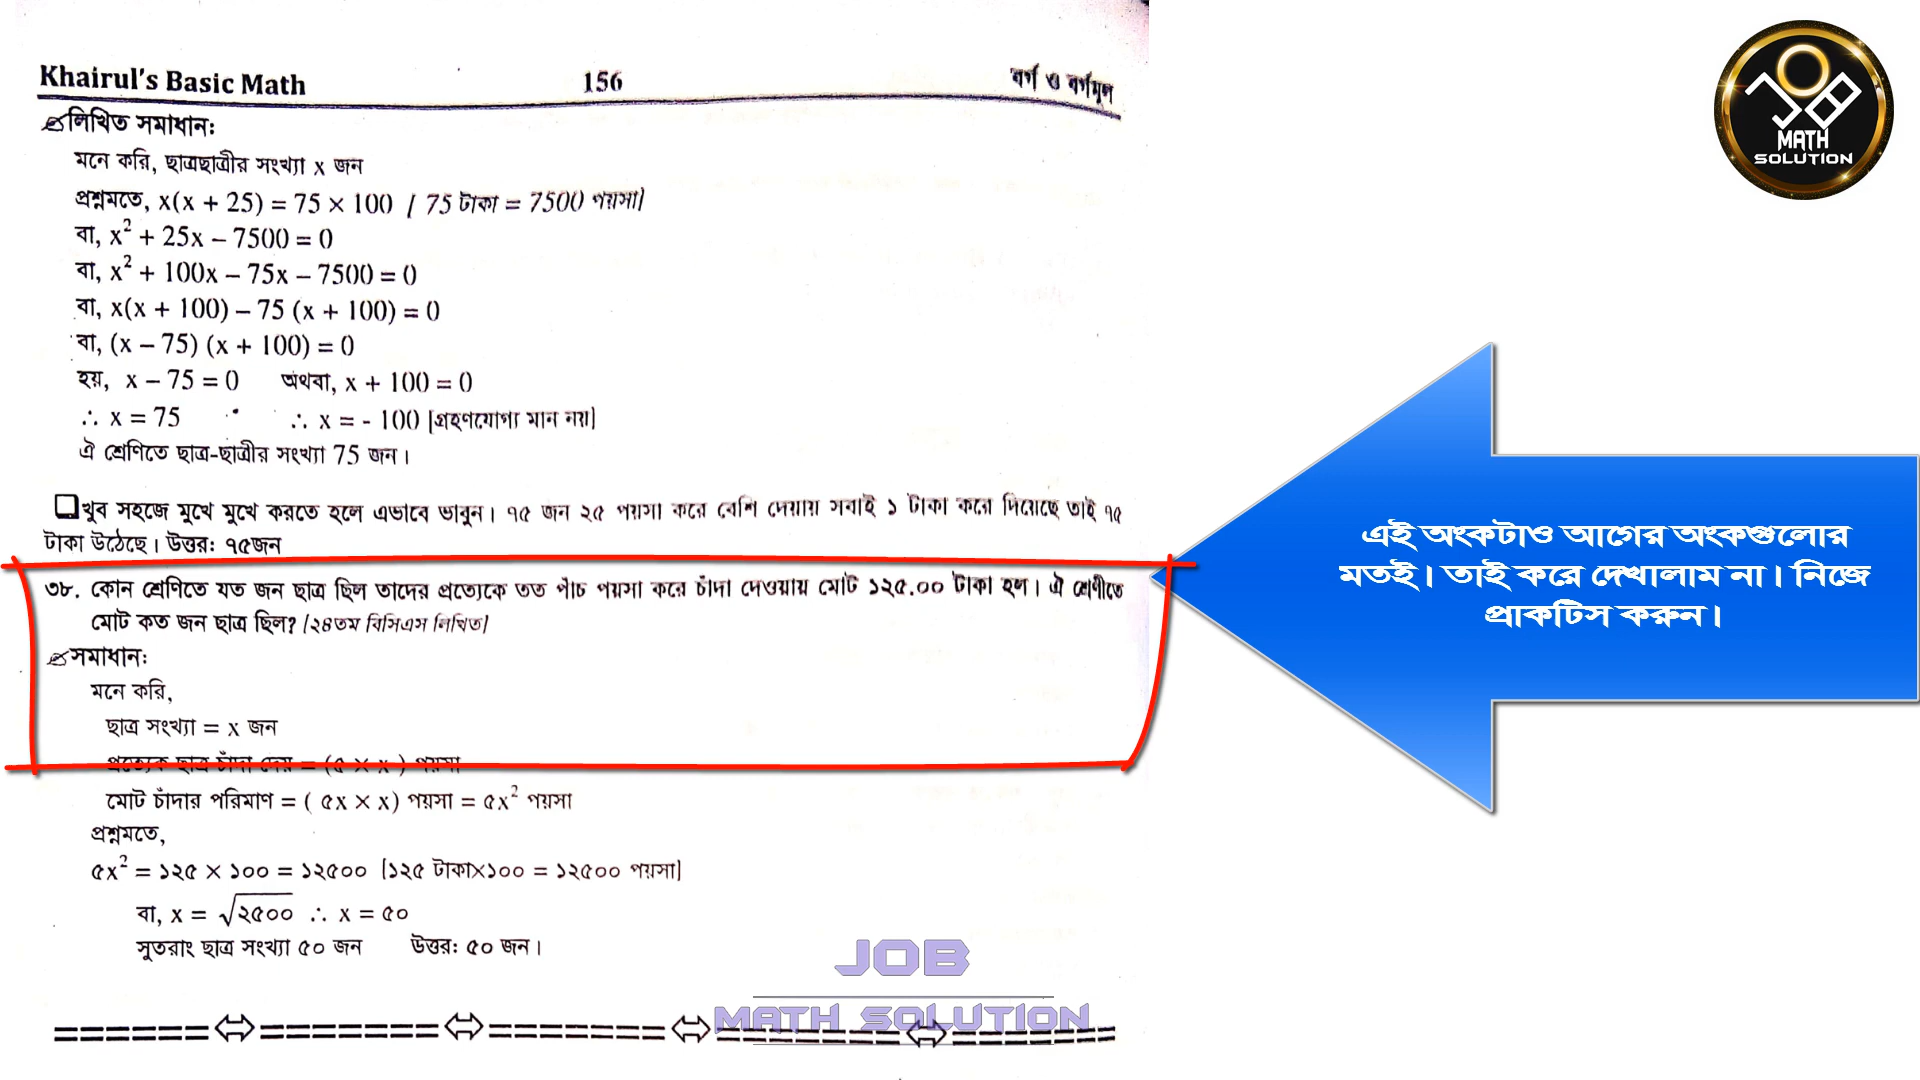 Khairul's Basic Math 156 বর্গ ও বর্গমূল
✍লিখিত সমাধানঃ
মনে করি, ছাত্রছাত্রীর সংখ্যা x জন
প্রশ্নমতে, x(x + 25) = 75 × 100 [ 75 টাকা = 7500 পয়সা]
বা, x² + 25x – 7500 = 0
বা, x² + 100x – 75x – 7500 = 0
বা, x(x + 100) – 75 (x + 100) = 0
বা, (x – 75) (x + 100) = 0
হয়, x – 75 = 0 অথবা, x + 100 = 0
∴ x = 75 ∴ x = - 100 [গ্রহণযোগ্য মান নয়]
ঐ শ্রেণিতে ছাত্র-ছাত্রীর সংখ্যা 75 জন।
❑খুব সহজে মুখে মুখে করতে হলে এভাবে ভাবুন। ৭৫ জন ২৫ পয়সা করে বেশি দেয়ায় সবাই ১ টাকা করে দিয়েছে তাই ৭৫
টাকা উঠেছে। উত্তরঃ ৭৫জন
৩৮. কোন শ্রেণিতে যত জন ছাত্র ছিল তাদের প্রত্যেকে তত পাঁচ পয়সা করে চাঁদা দেওয়ায় মোট ১২৫.০০ টাকা হল। ঐ শ্রেণীতে
মোট কত জন ছাত্র ছিল? [২৪তম বিসিএস লিখিত]
✍সমাধানঃ
মনে করি,
ছাত্র সংখ্যা = x জন
প্রত্যেক ছাত্র চাঁদা দেয় = (৫ × x ) পয়সা
মোট চাঁদার পরিমাণ = ( ৫x × x) পয়সা = ৫x² পয়সা
প্রশ্নমতে,
৫x² = ১২৫ × ১০০ = ১২৫০০ [১২৫ টাকা×১০০ = ১২৫০০ পয়সা]
বা, x = √২৫০০ ∴ x = ৫০
সুতরাং ছাত্র সংখ্যা ৫০ জন উত্তরঃ ৫০ জন।
JOB
MATH SOLUTION
এই অংকটাও আগের অংকগুলোর
মতই। তাই করে দেখালাম না। নিজে
প্রাকটিস করুন।
JOB
MATH
SOLUTION